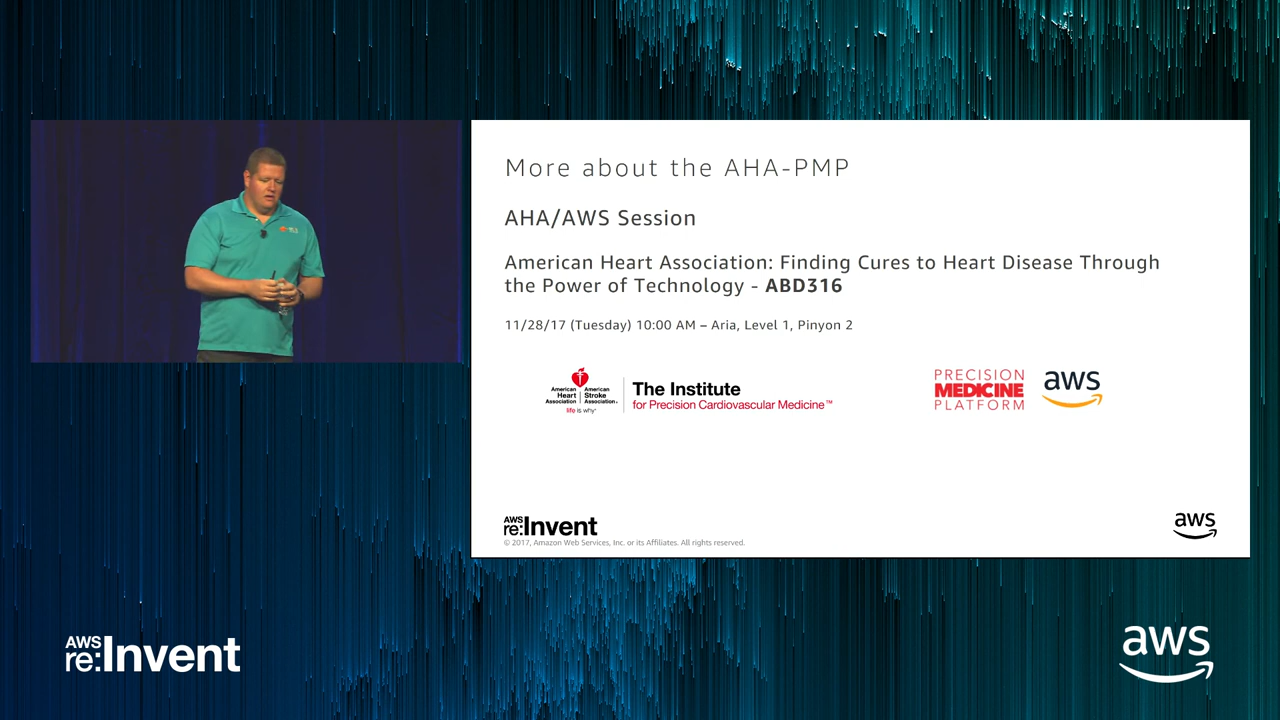 More about the AHA-PMP
AHA/AWS Session
American Heart Association: Finding Cures to Heart Disease Through
the Power of Technology - ABD316
11/28/17 (Tuesday) 10:00 AM – Aria, Level 1, Pinyon 2
American Heart Association
American Stroke Association®
life is why®
The Institute
for Precision Cardiovascular Medicine™
PRECISION
MEDICINE
PLATFORM
aws
AWS
re:Invent
© 2017, Amazon Web Services, Inc. or its Affiliates. All rights reserved.
aws
AWS
re:Invent
aws